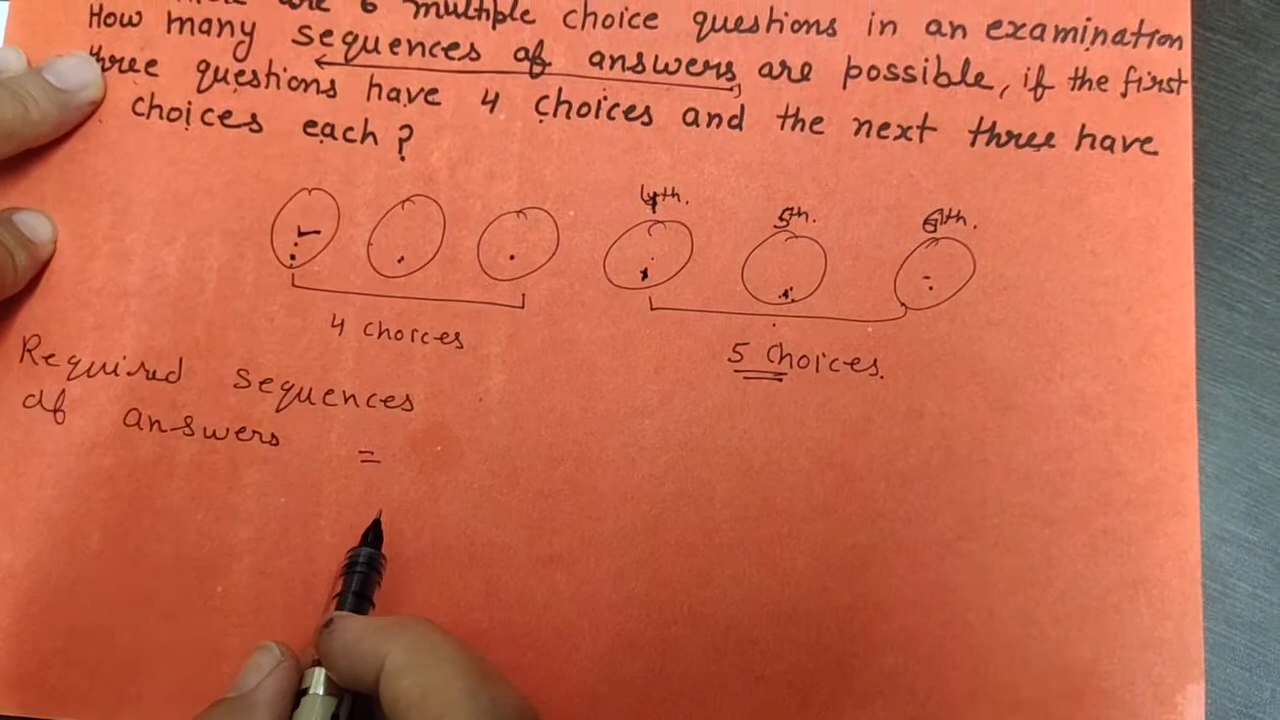 are 6 multiple choice questions in an examination
How many sequences of answers are possible, if the first
three questions have 4 choices and the next three have
choices each?
4th. 5th. 6th.
4 choices
5 choices.
Required sequences
of answers =